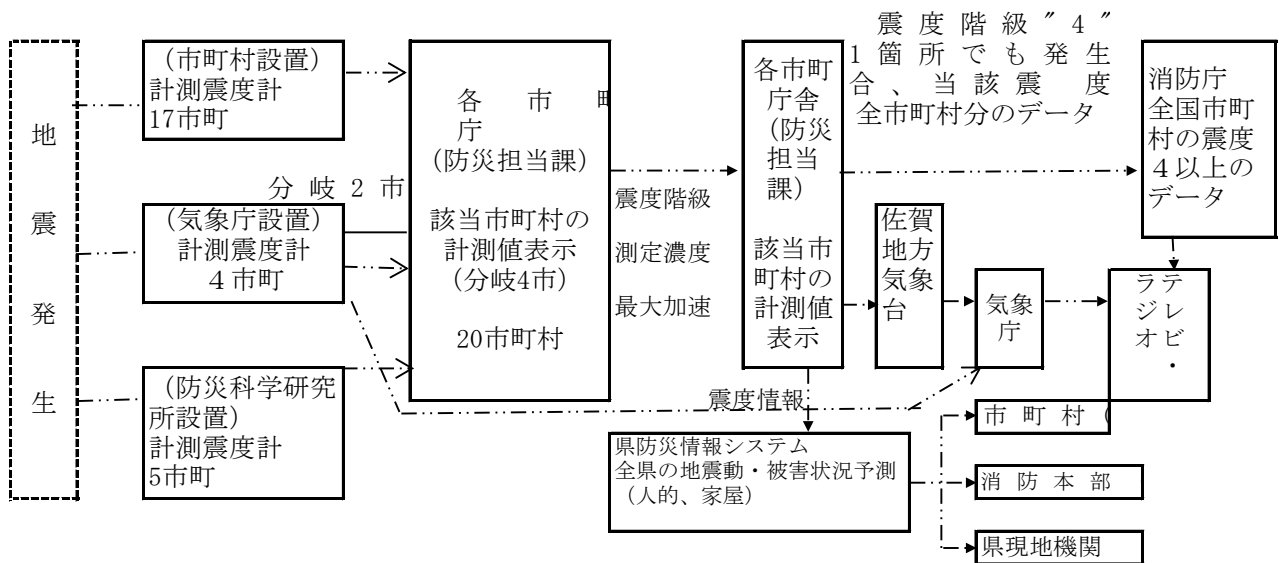 地震発生
（市町村設置）
計測震度計
17市町
分岐２市
（気象庁設置）
計測震度計
４市町
（防災科学研究
所設置）
計測震度計
5市町
各市町
庁
（防災担当課）
該当市町村の
計測値表示
（分岐4市）
20市町村
震度階級
測定濃度
最大加速
各市町
庁舎
（防災
担当
課）
該当市
町村の
計測値
表示
震度階級”4”
1箇所でも発生
合、当該震度
全市町村分のデータ
消防庁
全国市町
村の震度
４以上の
データ
佐賀
地方
気象
台
気象
庁
テレビ・
ラジオ
震度情報
県防災情報システム
全県の地震動・被害状況予測
（人的、家屋）
市町村（
消防本部
県現地機関